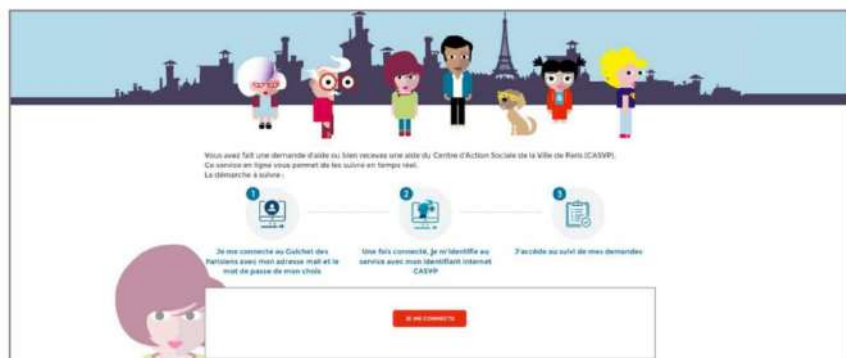 Vous avez fait une demande d'aide ou bien recevez une aide du Centre d'Action Sociale de la Ville de Paris (CASVP).
Ce service en ligne vous permet de les suivre en temps réel.
La démarche à suivre :
1
2
3
Je me connecte au Guichet des
Parisiens avec mon adresse mail et le
mot de passe de mon choix
Une fois connecté, je m'identifie au
service avec mon identifiant internet
CASVP
J'accède au suivi de mes demandes
JE ME CONNECTE